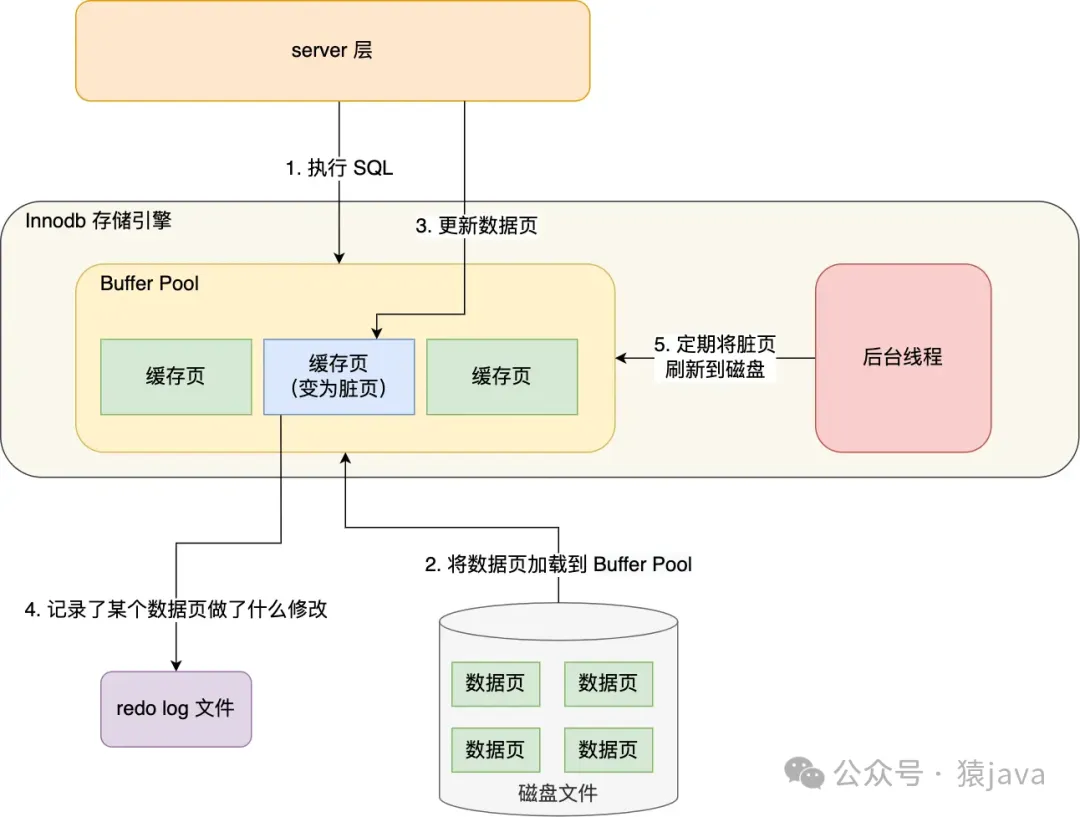 server 层
1. 执行 SQL
Innodb 存储引擎
3. 更新数据页
Buffer Pool
缓存页
缓存页
（变为脏页）
缓存页
5. 定期将脏页
刷新到磁盘
后台线程
2. 将数据页加载到 Buffer Pool
4. 记录了某个数据页做了什么修改
redo log 文件
数据页
数据页
数据页
数据页
磁盘文件
公众号 · 猿java